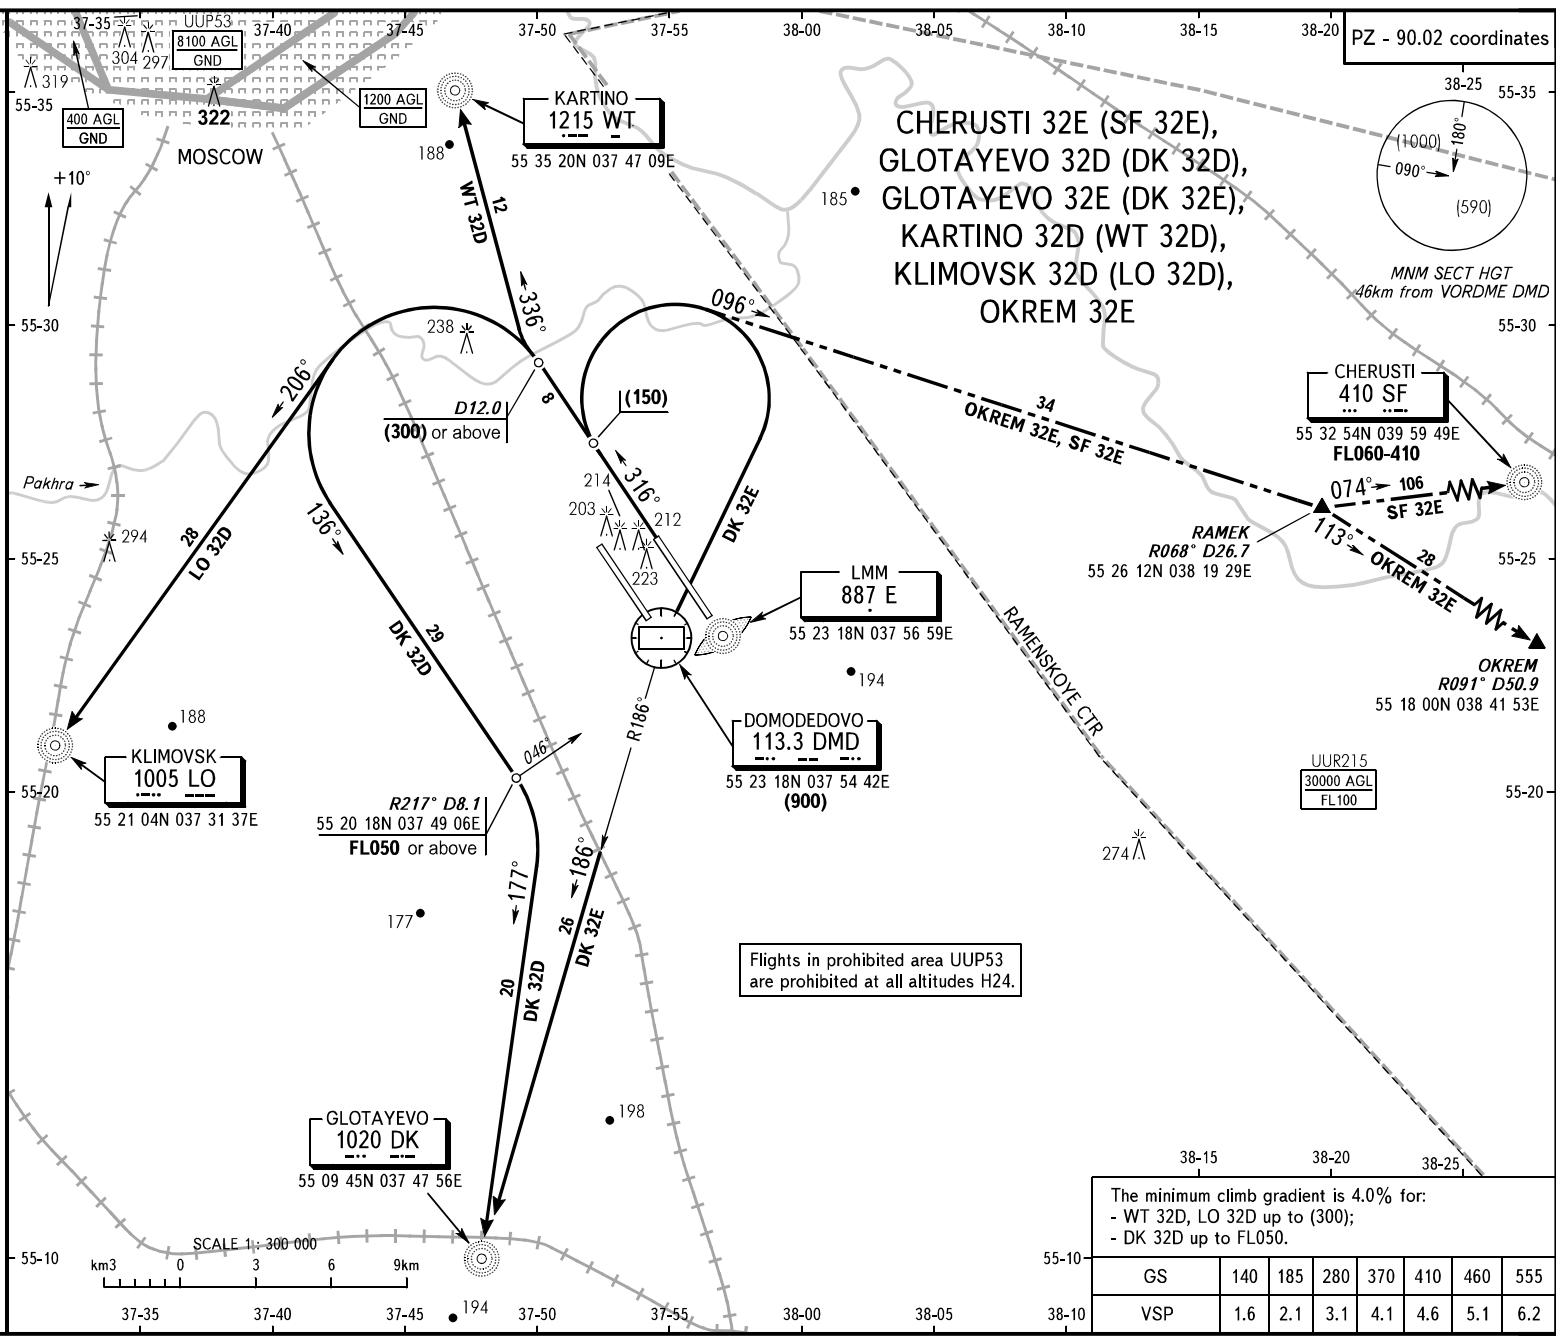 37-35
37-40
37-45
37-50
37-55
38-00
38-05
38-10
38-15
38-20
PZ - 90.02 coordinates
38-25
UUP53
8100 AGL
GND
304
297
319
55-35
400 AGL
GND
322
1200 AGL
GND
MOSCOW
+10°
KARTINO
1215 WT
55 35 20N 037 47 09E
188
185
CHERUSTI 32E (SF 32E),
GLOTAYEVO 32D (DK 32D),
GLOTAYEVO 32E (DK 32E),
KARTINO 32D (WT 32D),
KLIMOVSK 32D (LO 32D),
OKREM 32E
55-35
(1000)
180°
090°
(590)
MNM SECT HGT
46km from VORDME DMD
12
WT 32D
336°
096°
55-30
55-30
238
206°
D12.0
(300) or above
8
(150)
34
OKREM 32E, SF 32E
CHERUSTI
410 SF
55 32 54N 039 59 49E
FL060-410
074°
106
SF 32E
Pakhra
316°
214
203
212
223
DK 32E
136°
294
28
LO 32D
RAMEK
R068° D26.7
55 26 12N 038 19 29E
113°
28
OKREM 32E
55-25
55-25
LMM
887 E
55 23 18N 037 56 59E
RAMENSKOYE CTR
29
DK 32D
194
OKREM
R091° D50.9
55 18 00N 038 41 53E
188
R186°
DOMODEDOVO
113.3 DMD
55 23 18N 037 54 42E
(900)
KLIMOVSK
1005 LO
55 21 04N 037 31 37E
046°
UUR215
30000 AGL
FL100
55-20
55-20
R217° D8.1
55 20 18N 037 49 06E
FL050 or above
274
177°
186°
177
26
DK 32E
20
DK 32D
Flights in prohibited area UUP53
are prohibited at all altitudes H24.
GLOTAYEVO
1020 DK
55 09 45N 037 47 56E
198
38-15
38-20
38-25
The minimum climb gradient is 4.0% for:
- WT 32D, LO 32D up to (300);
- DK 32D up to FL050.
SCALE 1 : 300 000
km3 0 3 6 9km
55-10
55-10
GS 140 185 280 370 410 460 555
VSP 1.6 2.1 3.1 4.1 4.6 5.1 6.2
37-35
37-40
37-45
194
37-50
37-55
38-00
38-05
38-10